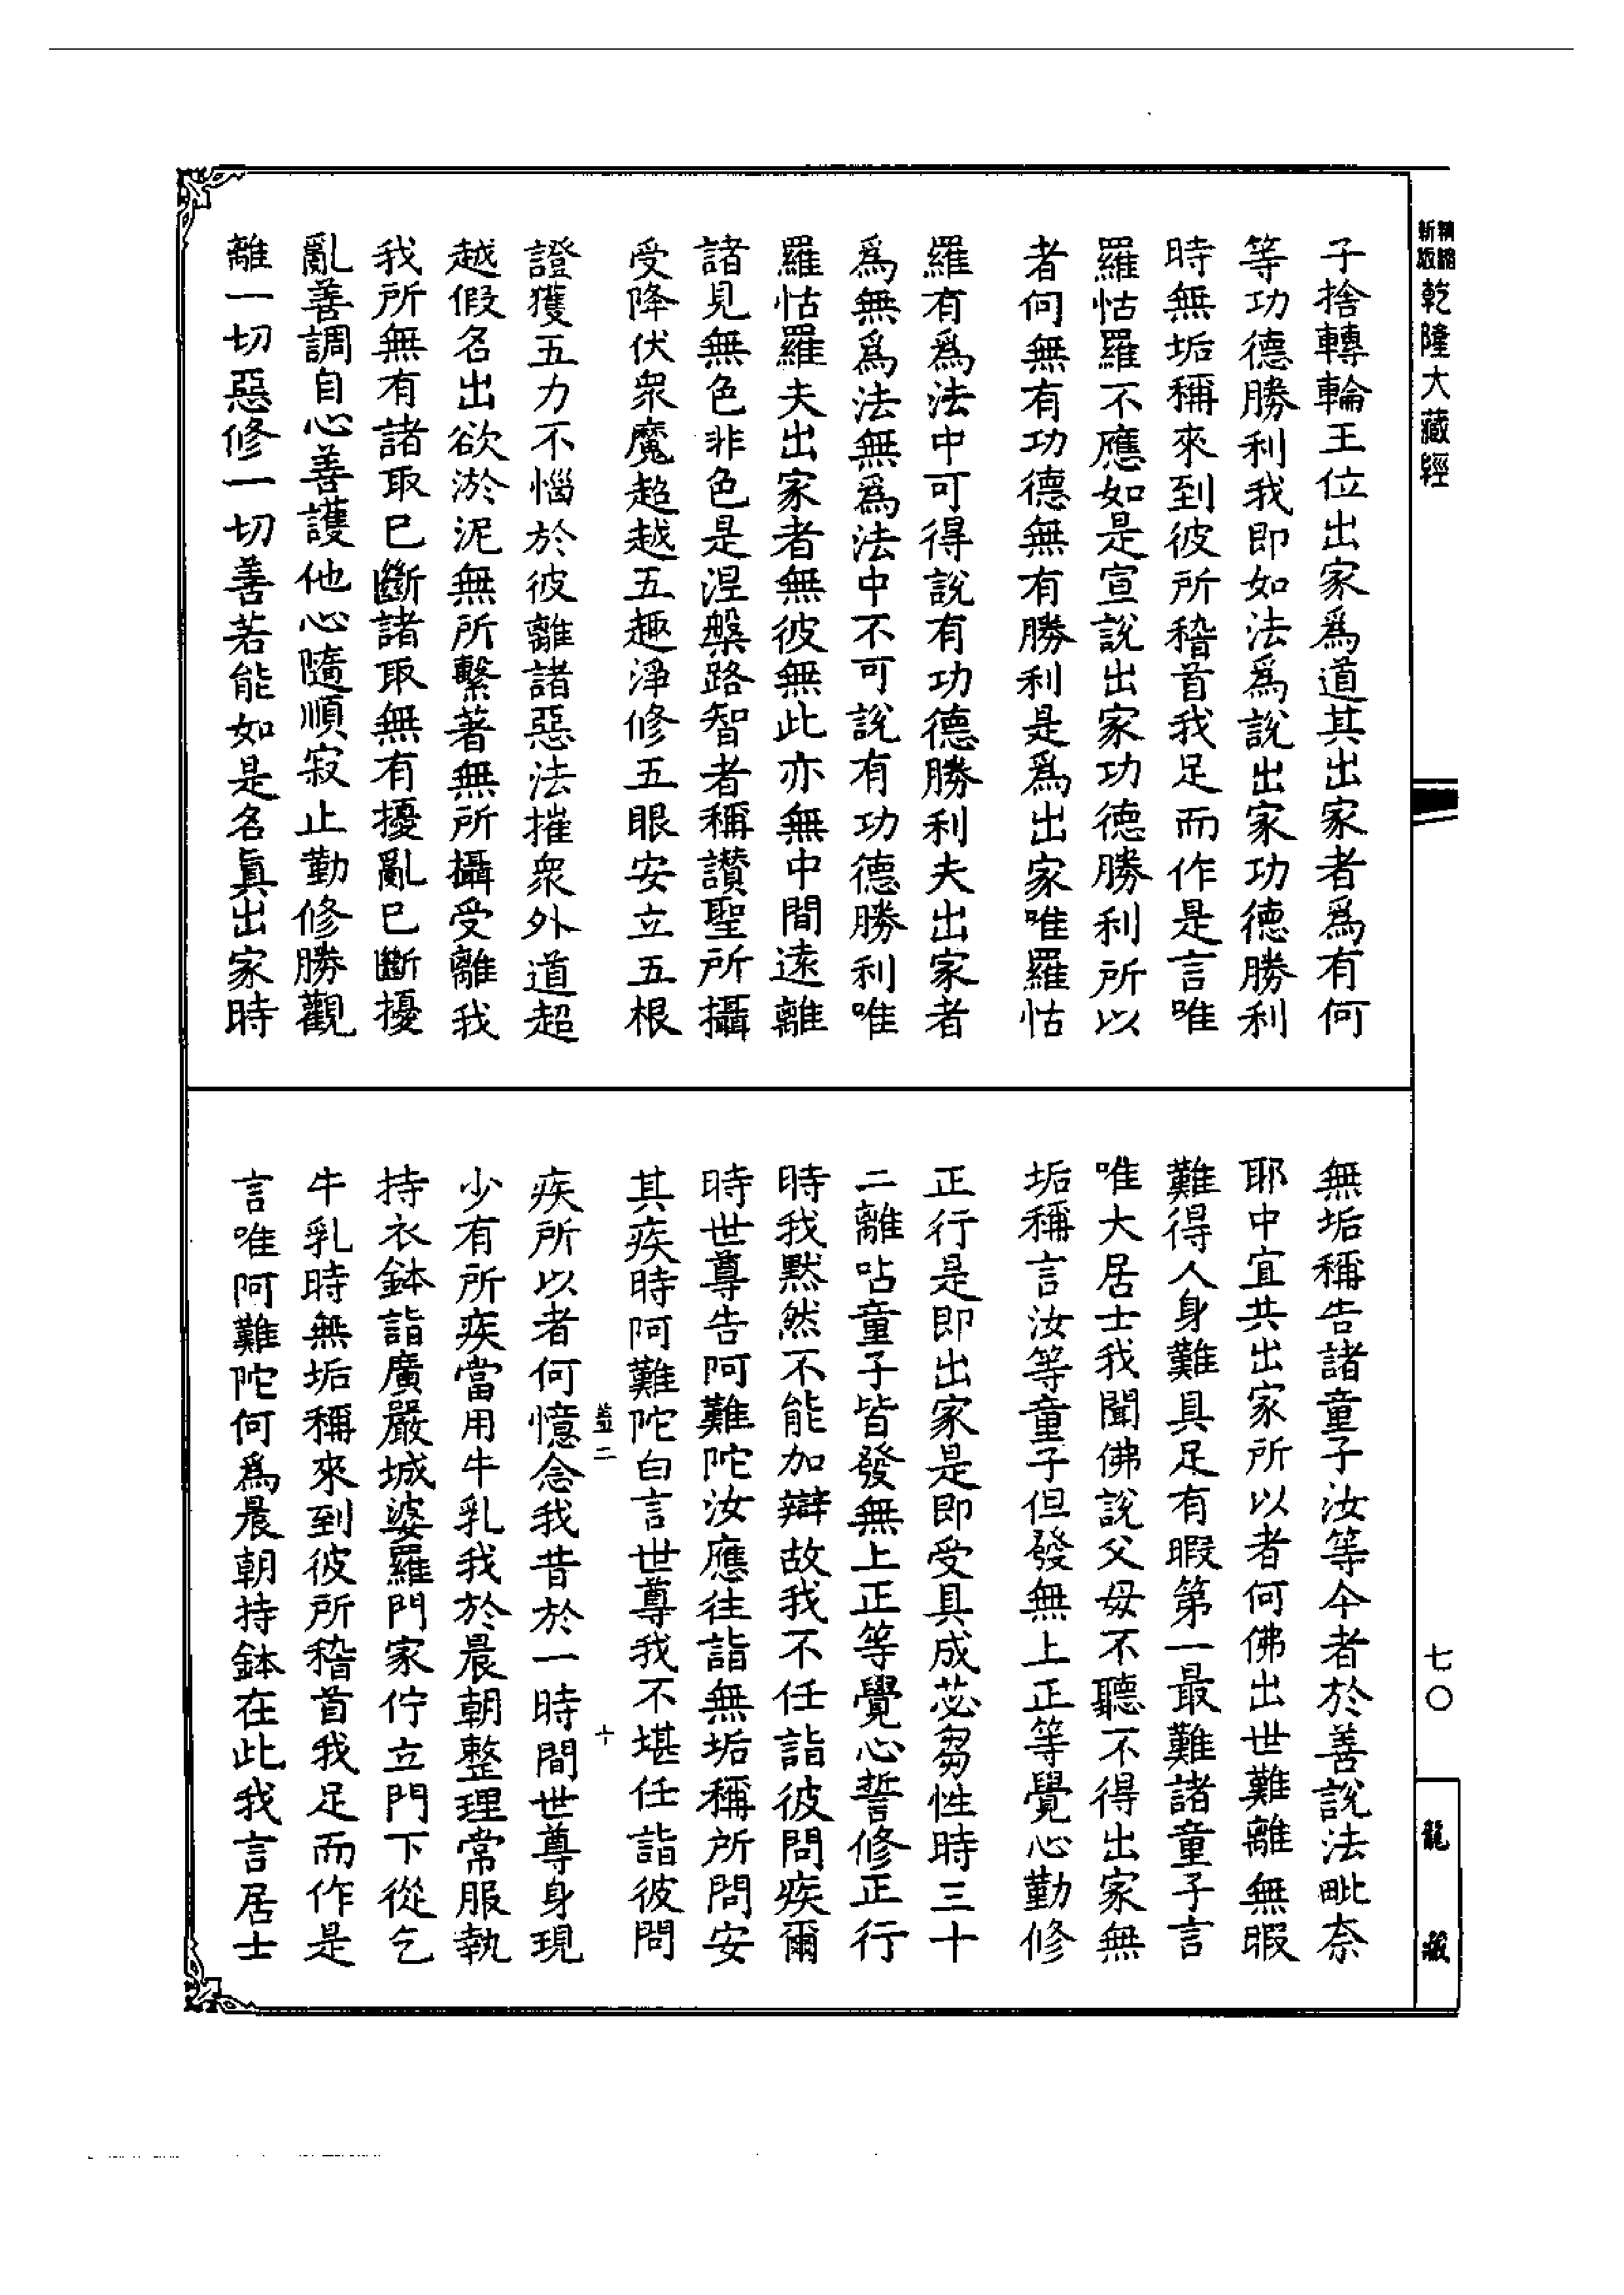 新版精縮乾隆大藏經
子捨轉輪王位出家爲道其出家者爲有何
等功德勝利我即如法爲說出家功德勝利
時無垢稱來到彼所稽首我足而作是言唯
羅怙羅不應如是宣說出家功德勝利所以
者何無有功德無有勝利是爲出家唯羅怙
羅有爲法中可得說有功德勝利夫出家者
爲無爲法無爲法中不可說有功德勝利唯
羅怙羅夫出家者無彼無此亦無中間遠離
諸見無色非色是涅槃路智者稱讚聖所攝
受降伏衆魔超越五趣淨修五眼安立五根
證獲五力不惱於彼離諸惡法摧衆外道超
越假名出欲淤泥無所繫著無所攝受離我
我所無有諸取已斷諸取無有擾亂已斷擾
亂善調自心善護他心隨順寂止勤修勝觀
離一切惡修一切善若能如是名眞出家時
無垢稱告諸童子汝等今者於善說法毗奈
耶中宜共出家所以者何佛出世難離無暇
難得人身難具足有暇第一最難諸童子言
唯大居士我聞佛說父母不聽不得出家無
垢稱言汝等童子但發無上正等覺心勤修
正行是即出家是即受具成苾芻性時三十
二離呫童子皆發無上正等覺心誓修正行
時我黙然不能加辯故我不任詣彼問疾爾
時世尊告阿難陀汝應往詣無垢稱所問安
其疾時阿難陀白言世尊我不堪任詣彼問
葢二 十
疾所以者何憶念我昔於一時間世尊身現
少有所疾當用牛乳我於晨朝整理常服執
持衣鉢詣廣嚴城婆羅門家佇立門下從乞
牛乳時無垢稱來到彼所稽首我足而作是
言唯阿難陀何爲晨朝持鉢在此我言居士
七〇
龍藏